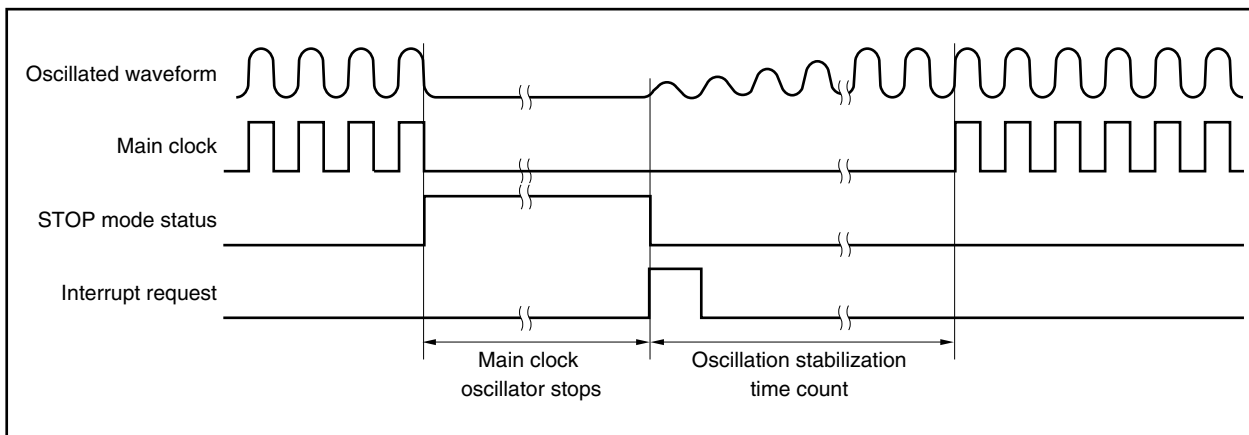 Oscillated waveform
Main clock
STOP mode status
Interrupt request
Main clock
oscillator stops
Oscillation stabilization
time count